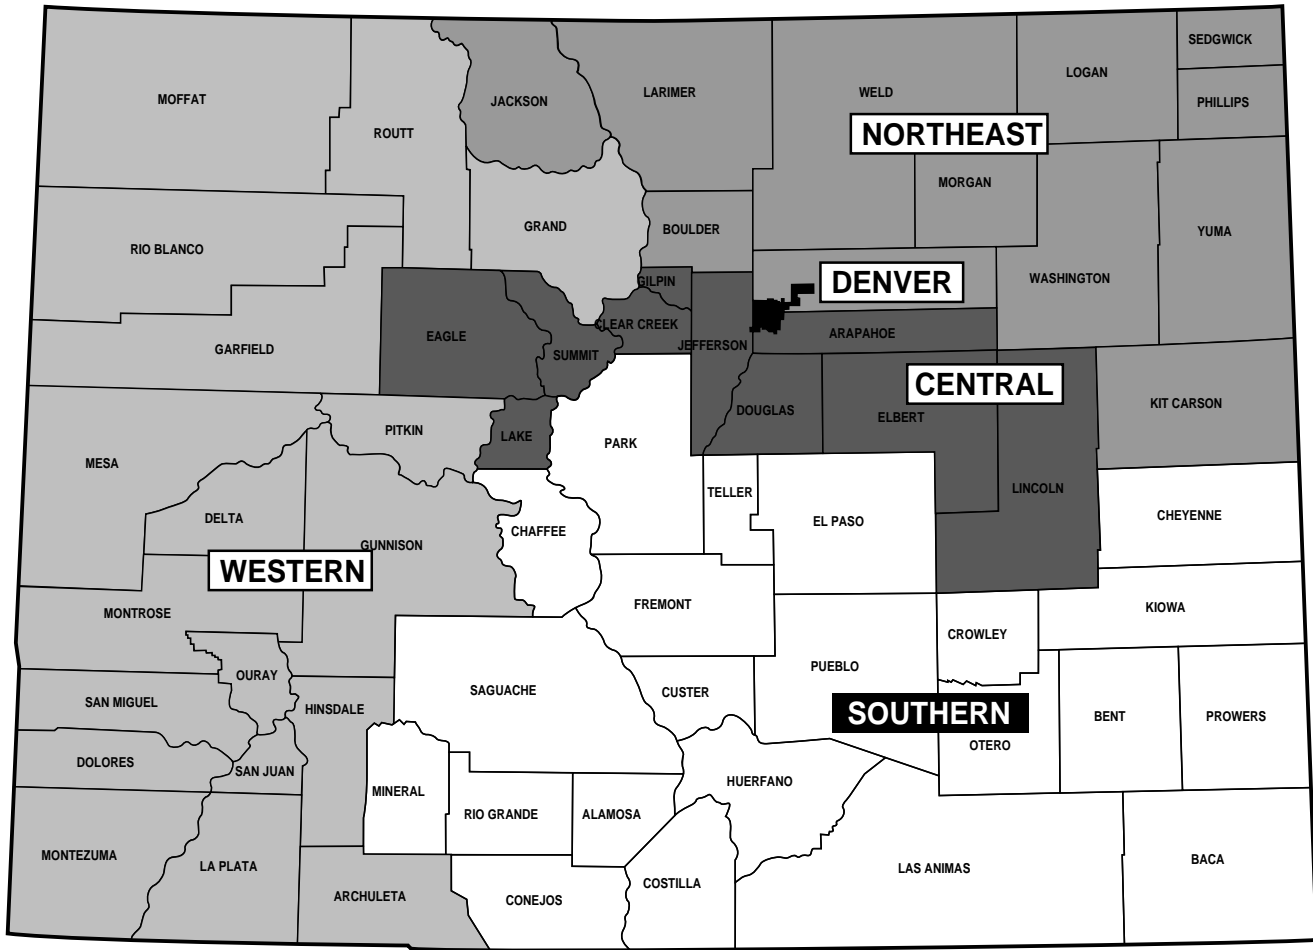 SEDGWICK
LOGAN
MOFFAT
JACKSON
LARIMER
WELD
PHILLIPS
ROUTT
NORTHEAST
MORGAN
GRAND
BOULDER
YUMA
RIO BLANCO
WASHINGTON
GILPIN
DENVER
CLEAR CREEK
EAGLE
ARAPAHOE
GARFIELD
SUMMIT
JEFFERSON
CENTRAL
KIT CARSON
DOUGLAS
ELBERT
PITKIN
LAKE
PARK
MESA
TELLER
LINCOLN
DELTA
EL PASO
CHEYENNE
CHAFFEE
GUNNISON
WESTERN
FREMONT
KIOWA
MONTROSE
CROWLEY
PUEBLO
OURAY
SAGUACHE
CUSTER
SAN MIGUEL
HINSDALE
SOUTHERN
BENT
PROWERS
OTERO
DOLORES
SAN JUAN
HUERFANO
MINERAL
RIO GRANDE
ALAMOSA
MONTEZUMA
LA PLATA
BACA
LAS ANIMAS
COSTILLA
ARCHULETA
CONEJOS